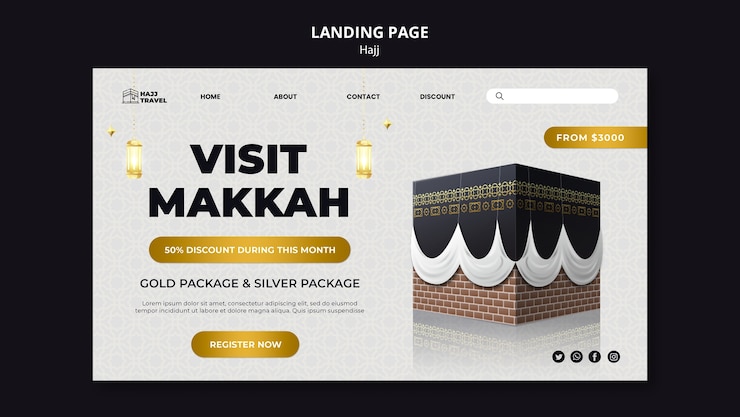 LANDING PAGE
Hajj
HAJJ
TRAVEL
HOME
ABOUT
CONTACT
DISCOUNT
FROM $3000
VISIT
MAKKAH
50% DISCOUNT DURING THIS MONTH
GOLD PACKAGE & SILVER PACKAGE
Lorem ipsum dolor sit amet, consectetur adipiscing elit, sed
do eiusmod tempor incididunt ut labore et
dolore magna aliqua. Quis ipsum suspendisse
REGISTER NOW